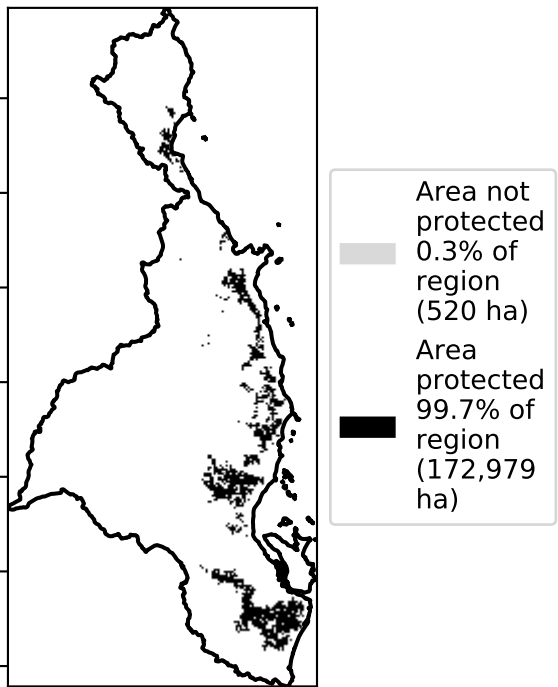 Area not
protected
0.3% of
region
(520 ha)
Area
protected
99.7% of
region
(172,979
ha)